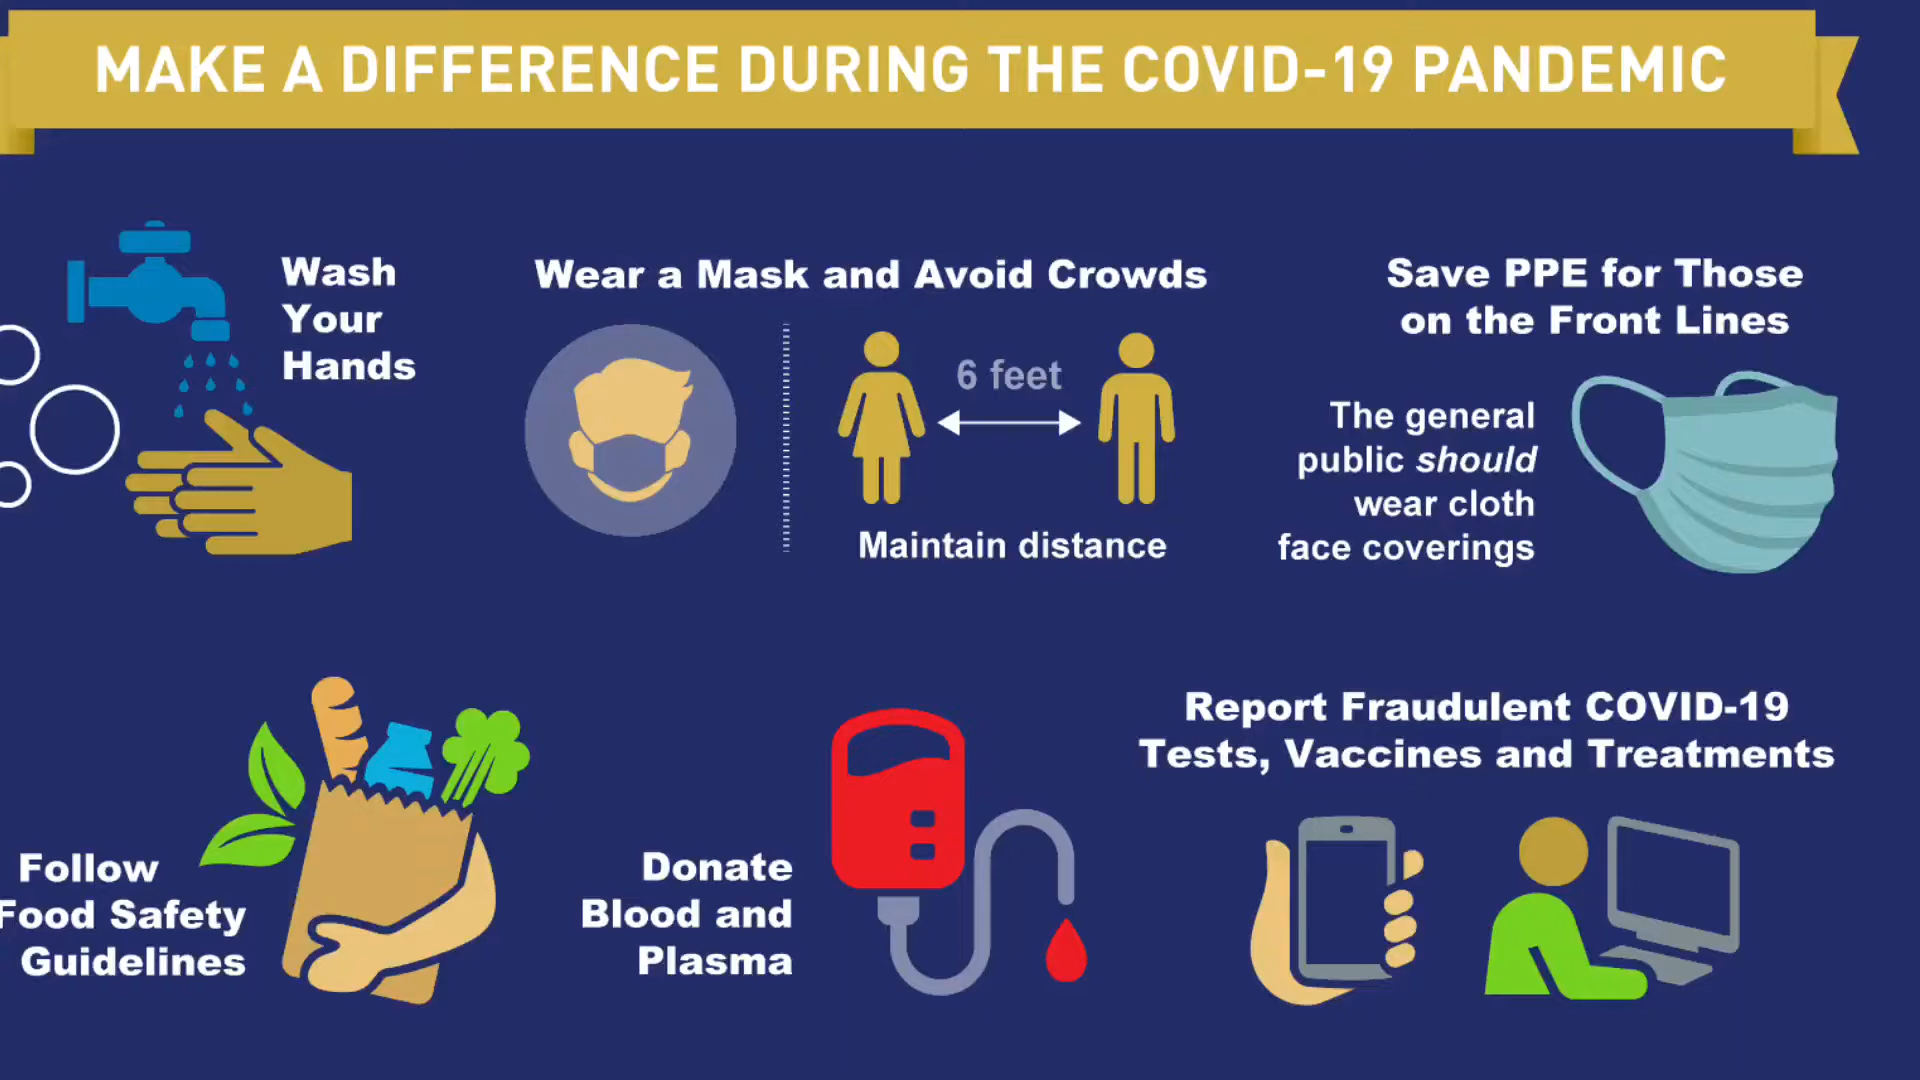 MAKE A DIFFERENCE DURING THE COVID-19 PANDEMIC
Wash
Your
Hands
Wear a Mask and Avoid Crowds
6 feet
Maintain distance
Save PPE for Those
on the Front Lines
The general
public should
wear cloth
face coverings
Follow
Food Safety
Guidelines
Donate
Blood and
Plasma
Report Fraudulent COVID-19
Tests, Vaccines and Treatments